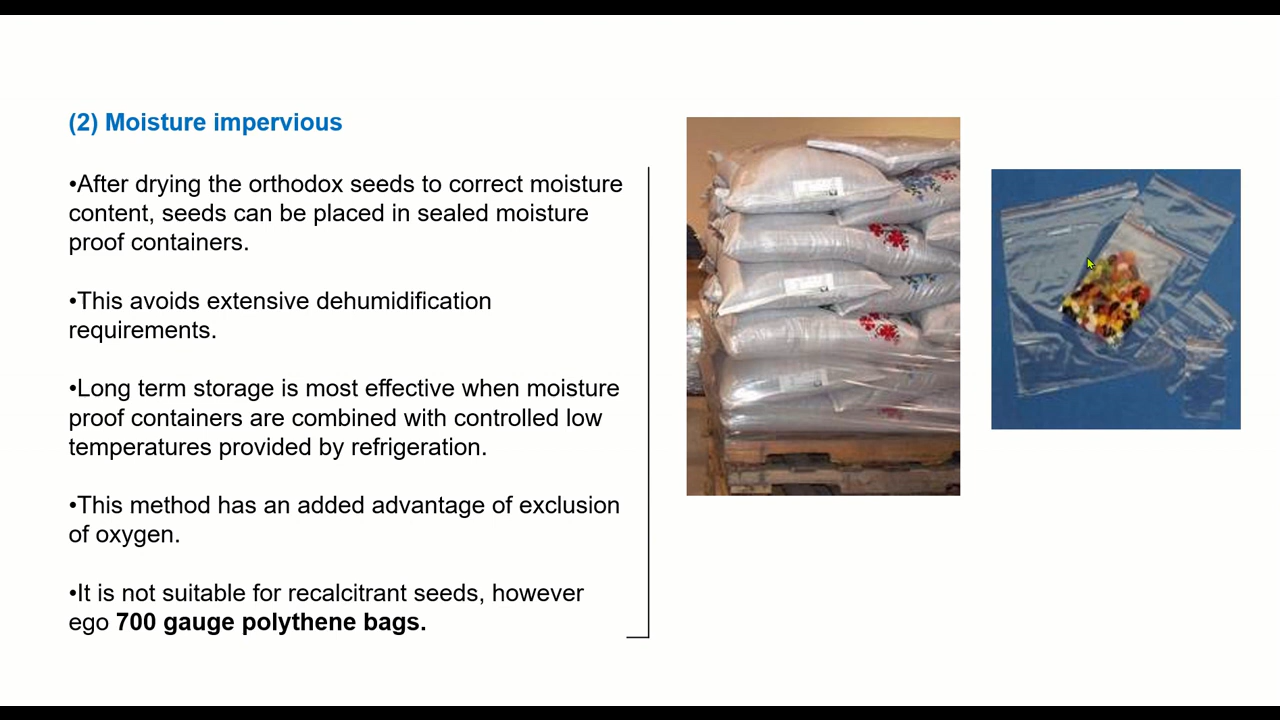 (2) Moisture impervious
•After drying the orthodox seeds to correct moisture
content, seeds can be placed in sealed moisture
proof containers.
•This avoids extensive dehumidification
requirements.
•Long term storage is most effective when moisture
proof containers are combined with controlled low
temperatures provided by refrigeration.
•This method has an added advantage of exclusion
of oxygen.
•It is not suitable for recalcitrant seeds, however
ego 700 gauge polythene bags.